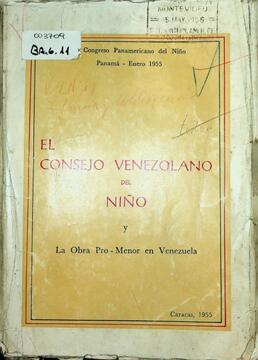 003709
BA.6.11
MONTEVIDEO
Congreso Panamericano del Niño
Panamá - Enero 1955
EL
CONSEJO VENEZOLANO
DEL
NIÑO
y
La Obra Pro-Menor en Venezuela
Caracas, 1955